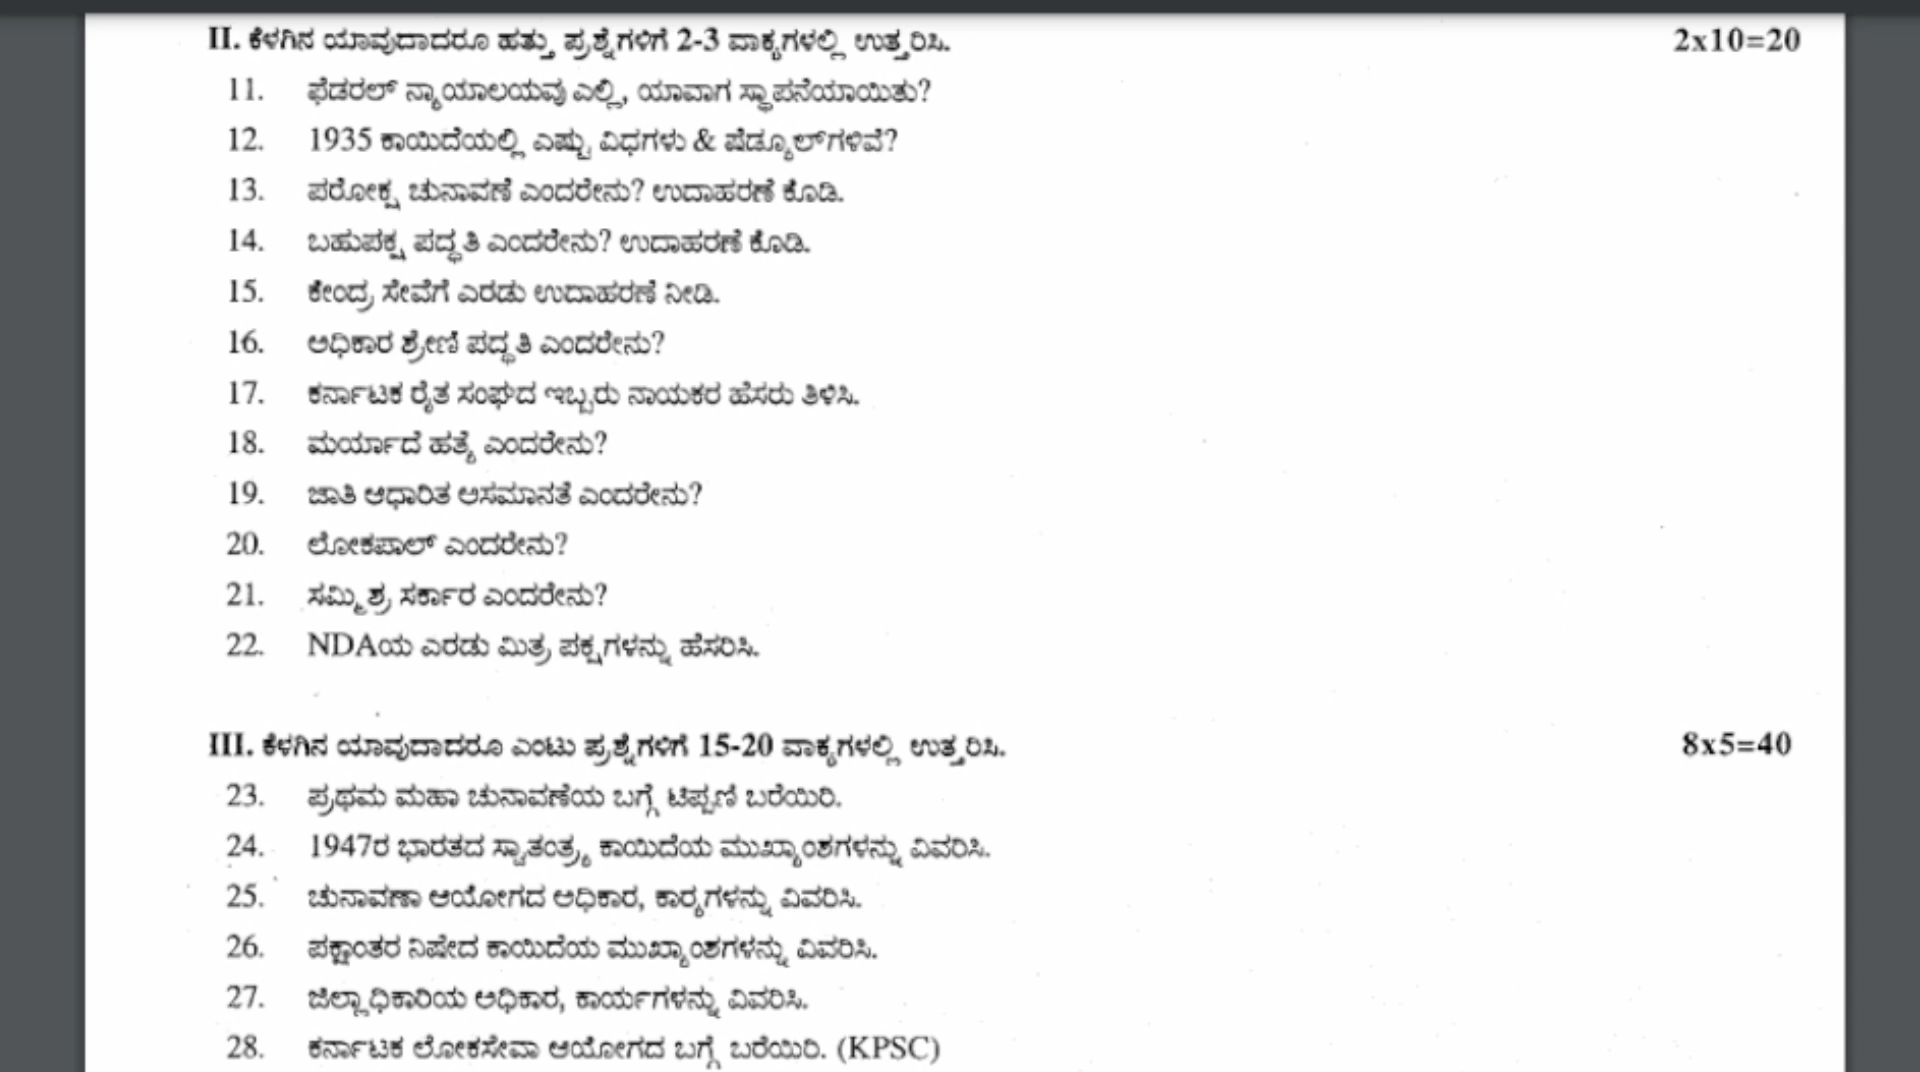 II. ಕೆಳಗಿನ ಯಾವುದಾದರೂ ಹತ್ತು ಪ್ರಶ್ನೆಗಳಿಗೆ 2-3 ವಾಕ್ಯಗಳಲ್ಲಿ ಉತ್ತರಿಸಿ. 2x10=20
11. ಫೆಡರಲ್ ನ್ಯಾಯಾಲಯವು ಎಲ್ಲಿ, ಯಾವಾಗ ಸ್ಥಾಪನೆಯಾಯಿತು?
12. 1935 ಕಾಯಿದೆಯಲ್ಲಿ ಎಷ್ಟು ವಿಧಗಳು & ಷೆಡ್ಯೂಲ್‌ಗಳಿವೆ?
13. ಪರೋಕ್ಷ ಚುನಾವಣೆ ಎಂದರೇನು? ಉದಾಹರಣೆ ಕೊಡಿ.
14. ಬಹುಪಕ್ಷ ಪದ್ಧತಿ ಎಂದರೇನು? ಉದಾಹರಣೆ ಕೊಡಿ.
15. ಕೇಂದ್ರ ಸೇವೆಗೆ ಎರಡು ಉದಾಹರಣೆ ನೀಡಿ.
16. ಅಧಿಕಾರ ಶ್ರೇಣಿ ಪದ್ಧತಿ ಎಂದರೇನು?
17. ಕರ್ನಾಟಕ ರೈತ ಸಂಘದ ಇಬ್ಬರು ನಾಯಕರ ಹೆಸರು ತಿಳಿಸಿ.
18. ಮರ್ಯಾದೆ ಹತ್ಯೆ ಎಂದರೇನು?
19. ಜಾತಿ ಆಧಾರಿತ ಅಸಮಾನತೆ ಎಂದರೇನು?
20. ಲೋಕಪಾಲ್ ಎಂದರೇನು?
21. ಸಮ್ಮಿಶ್ರ ಸರ್ಕಾರ ಎಂದರೇನು?
22. NDAಯ ಎರಡು ಮಿತ್ರ ಪಕ್ಷಗಳನ್ನು ಹೆಸರಿಸಿ.
III. ಕೆಳಗಿನ ಯಾವುದಾದರೂ ಎಂಟು ಪ್ರಶ್ನೆಗಳಿಗೆ 15-20 ವಾಕ್ಯಗಳಲ್ಲಿ ಉತ್ತರಿಸಿ. 8x5=40
23. ಪ್ರಥಮ ಮಹಾ ಚುನಾವಣೆಯ ಬಗ್ಗೆ ಟಿಪ್ಪಣಿ ಬರೆಯಿರಿ.
24. 1947ರ ಭಾರತದ ಸ್ವಾತಂತ್ರ್ಯ ಕಾಯಿದೆಯ ಮುಖ್ಯಾಂಶಗಳನ್ನು ವಿವರಿಸಿ.
25. ಚುನಾವಣಾ ಆಯೋಗದ ಅಧಿಕಾರ, ಕಾರ‍್ಯಗಳನ್ನು ವಿವರಿಸಿ.
26. ಪಕ್ಷಾಂತರ ನಿಷೇದ ಕಾಯಿದೆಯ ಮುಖ್ಯಾಂಶಗಳನ್ನು ವಿವರಿಸಿ.
27. ಜಿಲ್ಲಾಧಿಕಾರಿಯ ಅಧಿಕಾರ, ಕಾರ್ಯಗಳನ್ನು ವಿವರಿಸಿ.
28. ಕರ್ನಾಟಕ ಲೋಕಸೇವಾ ಆಯೋಗದ ಬಗ್ಗೆ ಬರೆಯಿರಿ. (KPSC)